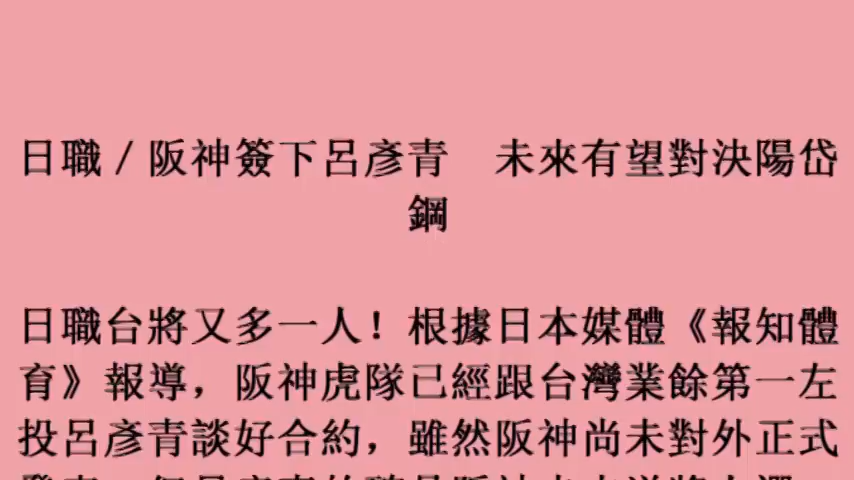 日職／阪神簽下呂彥青　未來有望對決陽岱
鋼
日職台將又多一人！根據日本媒體《報知體
育》報導，阪神虎隊已經跟台灣業餘第一左
投呂彥青談好合約，雖然阪神尚未對外正式